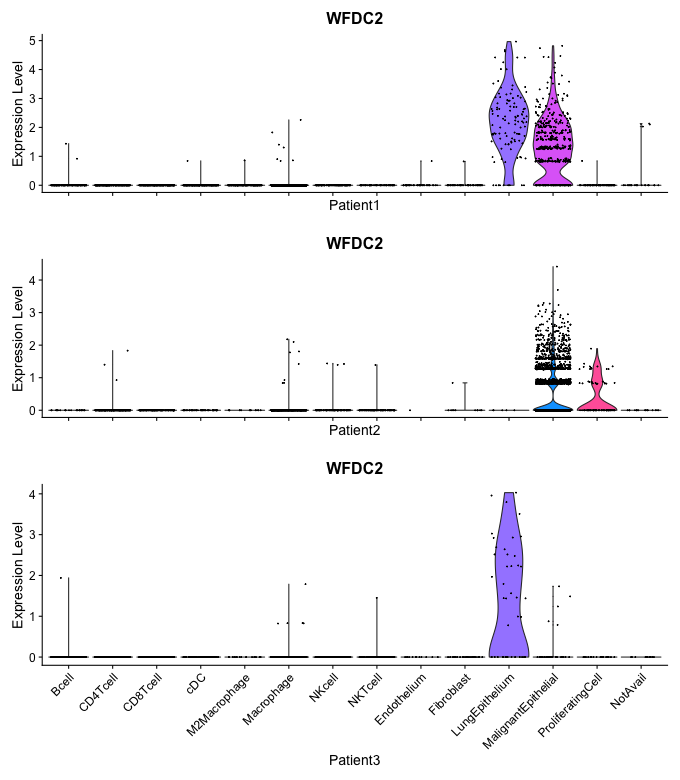 WFDC2
Expression Level
5
4
3
2
1
0
Patient1
WFDC2
Expression Level
4
3
2
1
0
Patient2
WFDC2
Expression Level
4
3
2
1
0
Bcell
CD4Tcell
CD8Tcell
cDC
M2Macrophage
Macrophage
NKcell
NKTcell
Endothelium
Fibroblast
LungEpithelium
MalignantEpithelial
ProliferatingCell
NotAvail
Patient3